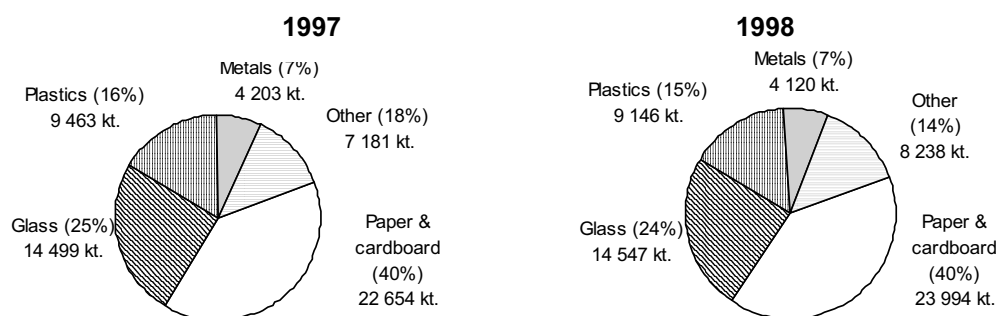 1997
Metals (7%)
4 203 kt.
Plastics (16%)
9 463 kt.
Other (18%)
7 181 kt.
Glass (25%)
14 499 kt.
Paper &
cardboard
(40%)
22 654 kt.
1998
Metals (7%)
4 120 kt.
Plastics (15%)
9 146 kt.
Other
(14%)
8 238 kt.
Glass (24%)
14 547 kt.
Paper &
cardboard
(40%)
23 994 kt.